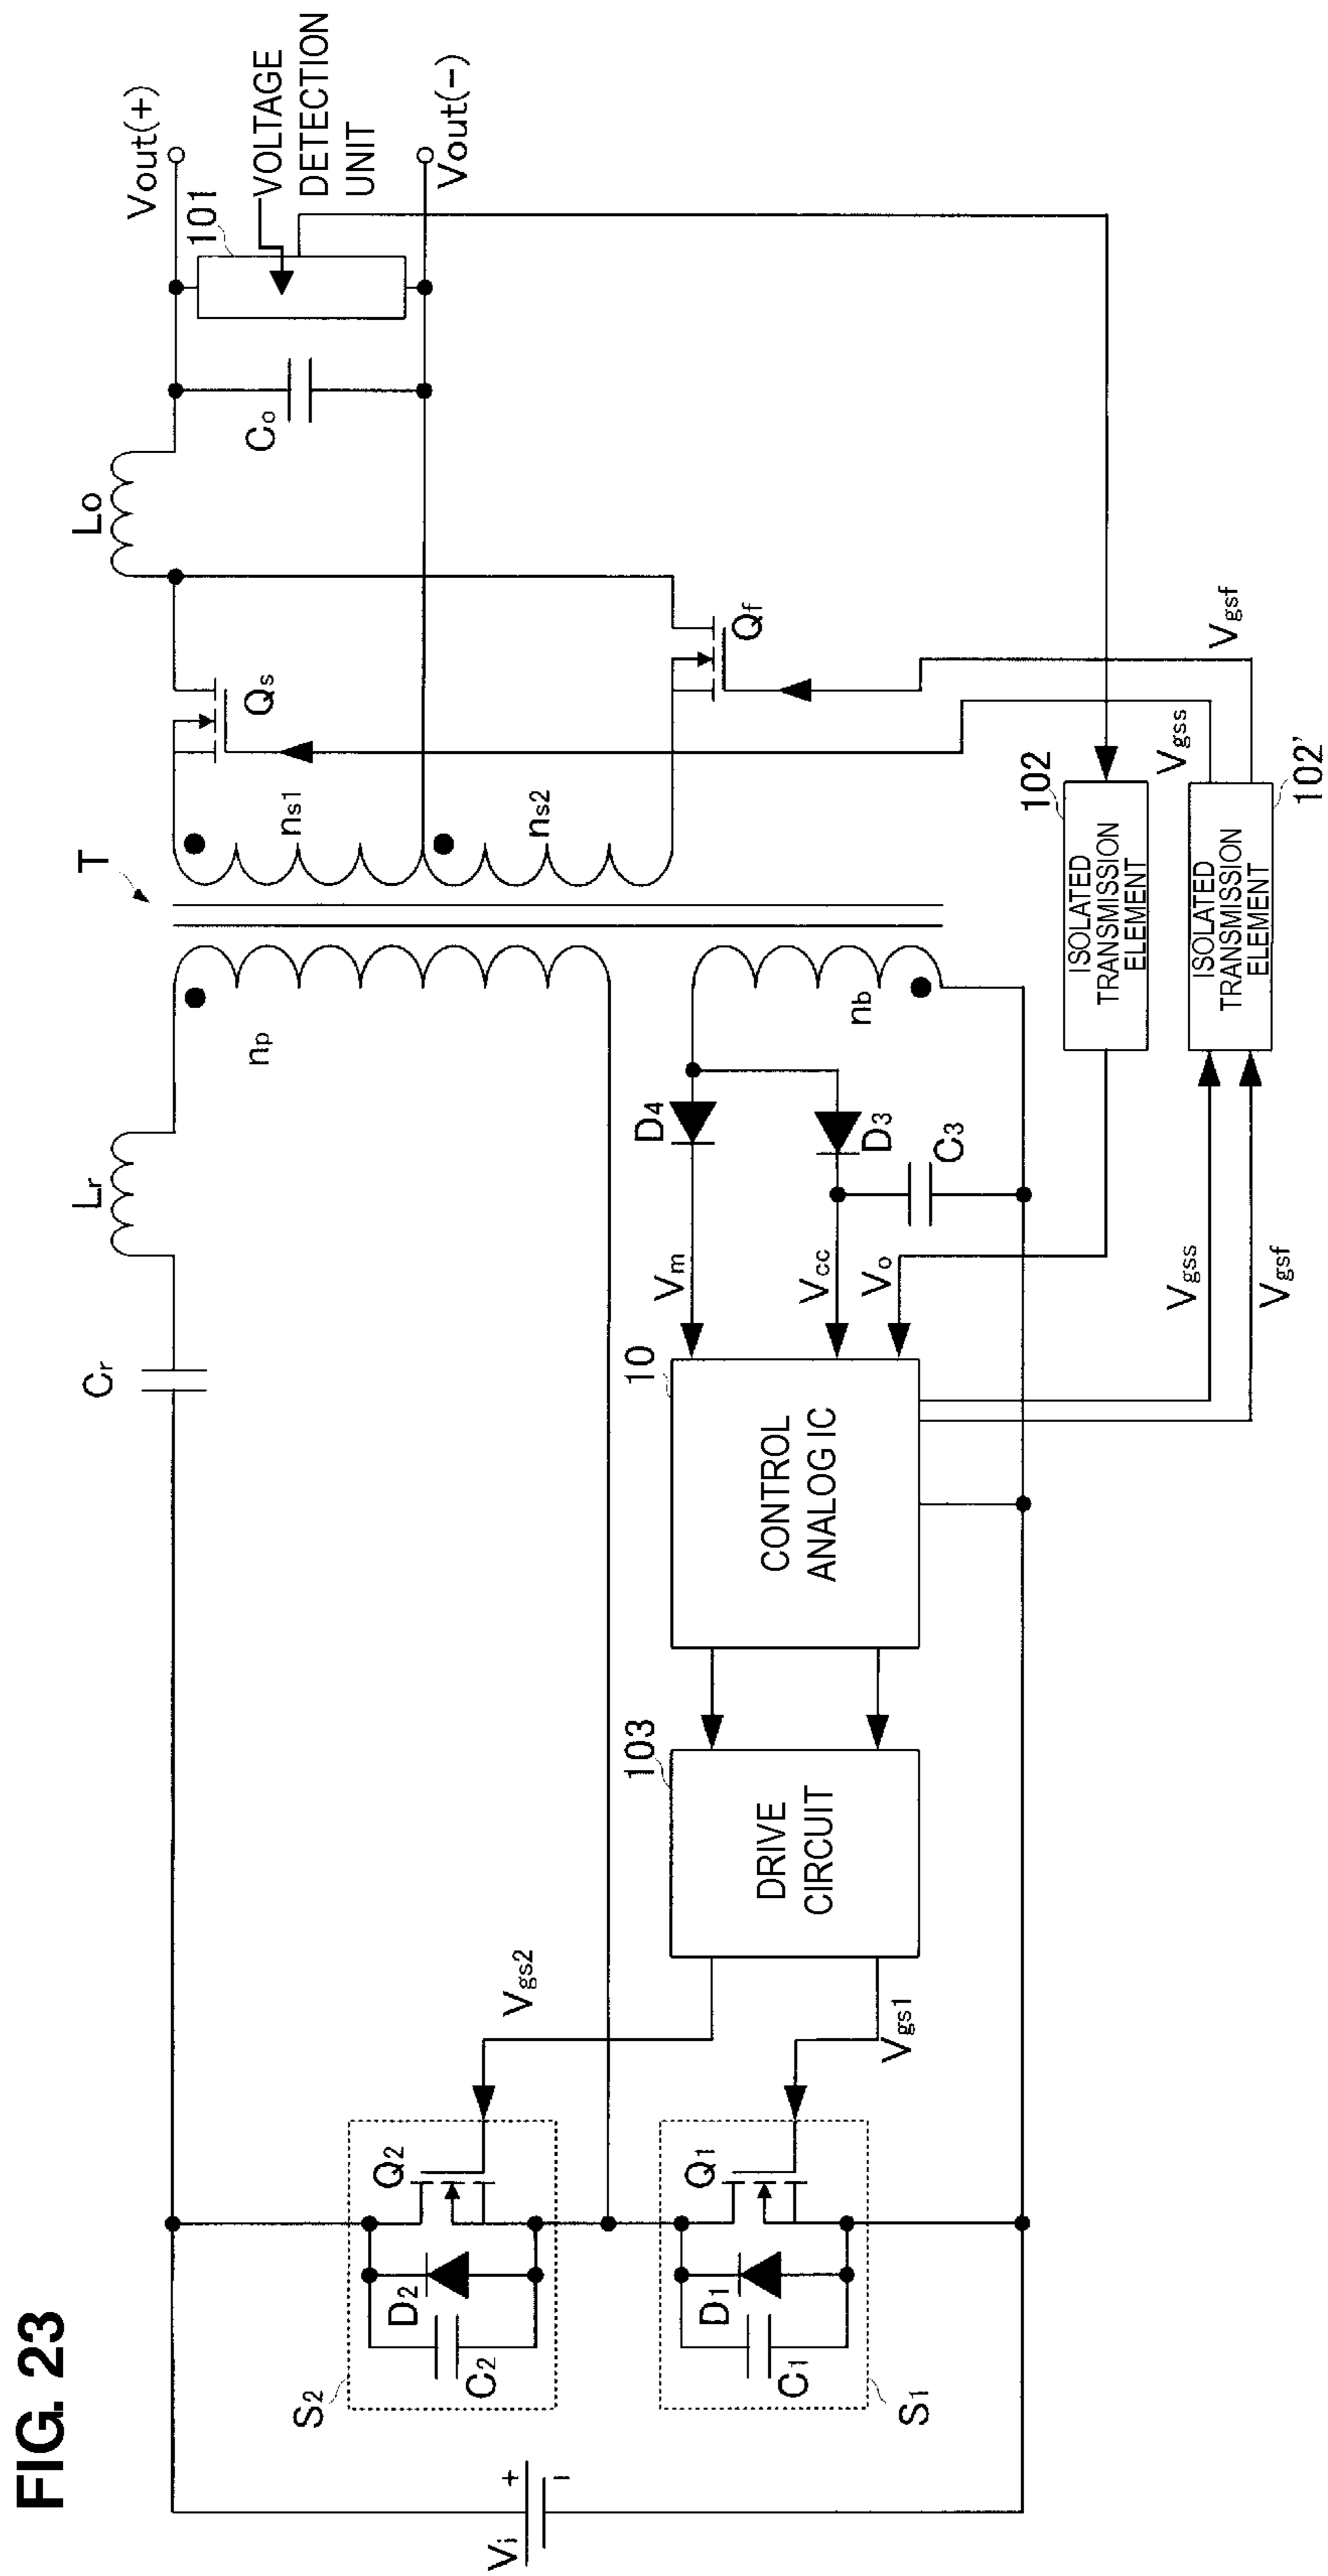 FIG. 23
Vi
+
−
S2
C2
D2
Q2
S1
C1
D1
Q1
Vgs2
Vgs1
103
DRIVE
CIRCUIT
10
CONTROL
ANALOG IC
Cr
Lr
np
Vm
Vcc
Vo
D4
D3
C3
nb
T
ns1
ns2
Qs
Qf
Lo
Co
101
VOLTAGE
DETECTION
UNIT
Vout(+)
Vout(-)
102
ISOLATED
TRANSMISSION
ELEMENT
102'
ISOLATED
TRANSMISSION
ELEMENT
Vgss
Vgsf
Vgss
Vgsf